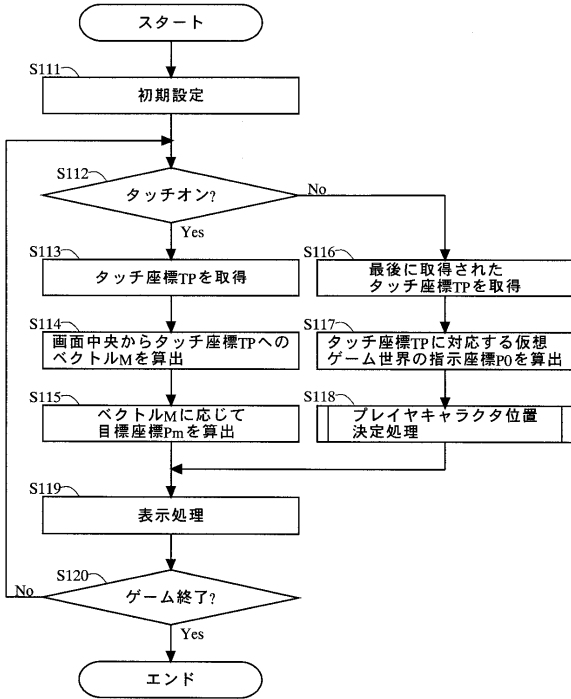 スタート
S111
初期設定
S112
タッチオン?
No
Yes
S113
タッチ座標TPを取得
S114
画面中央からタッチ座標TPへの
ベクトルMを算出
S115
ベクトルMに応じて
目標座標Pmを算出
S116
最後に取得された
タッチ座標TPを取得
S117
タッチ座標TPに対応する仮想
ゲーム世界の指示座標P0を算出
S118
プレイヤキャラクタ位置
決定処理
S119
表示処理
S120
ゲーム終了?
No
Yes
エンド